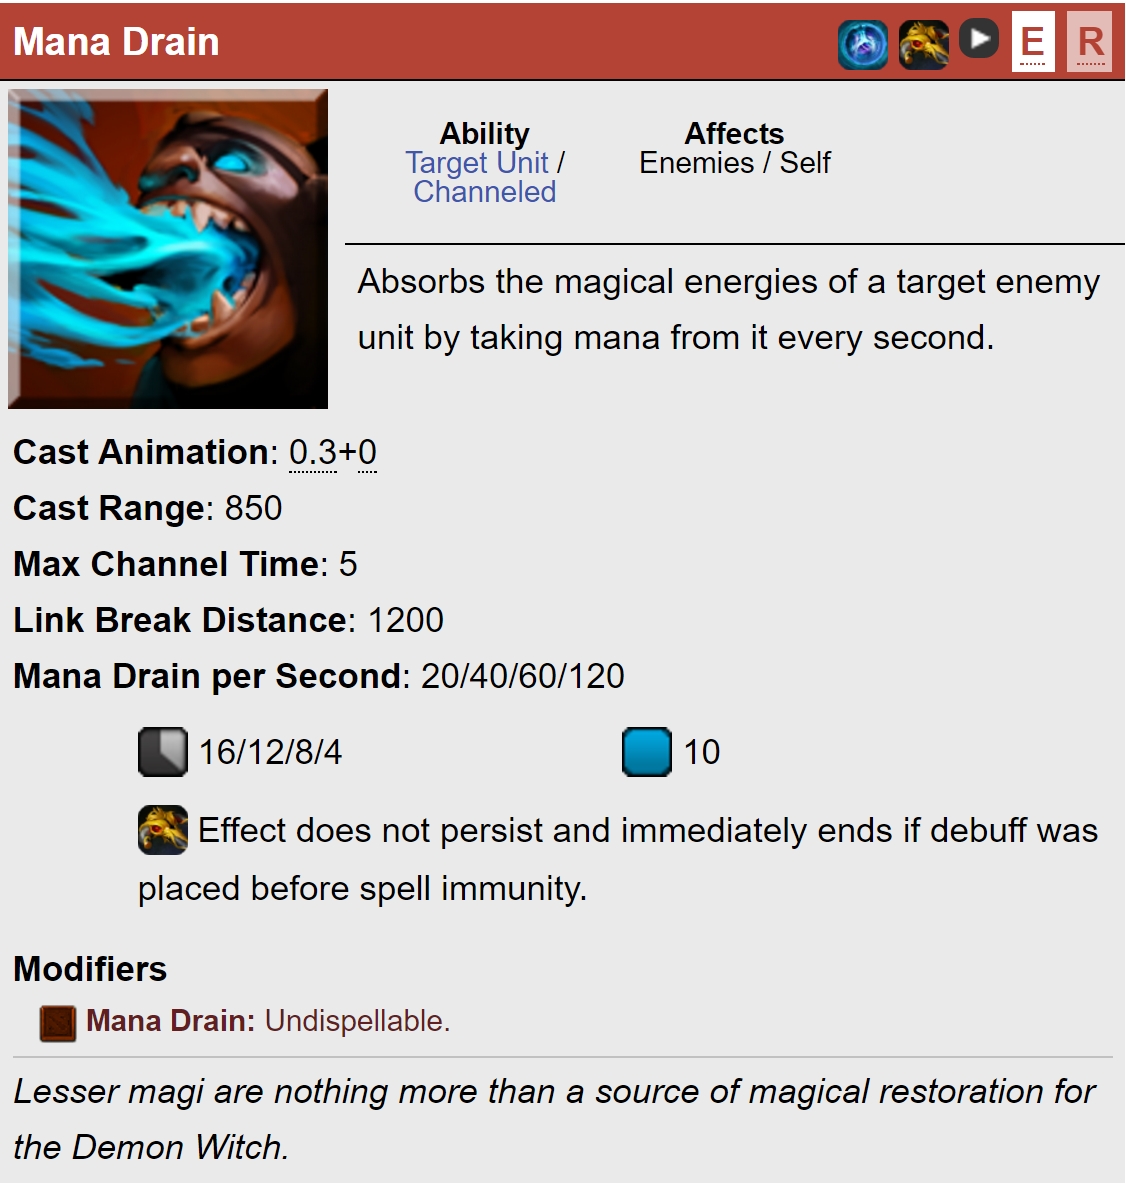 Mana Drain
E R
Ability
Target Unit /
Channeled
Affects
Enemies / Self
Absorbs the magical energies of a target enemy
unit by taking mana from it every second.
Cast Animation: 0.3+0
Cast Range: 850
Max Channel Time: 5
Link Break Distance: 1200
Mana Drain per Second: 20/40/60/120
16/12/8/4
10
Effect does not persist and immediately ends if debuff was
placed before spell immunity.
Modifiers
Mana Drain: Undispellable.
Lesser magi are nothing more than a source of magical restoration for
the Demon Witch.